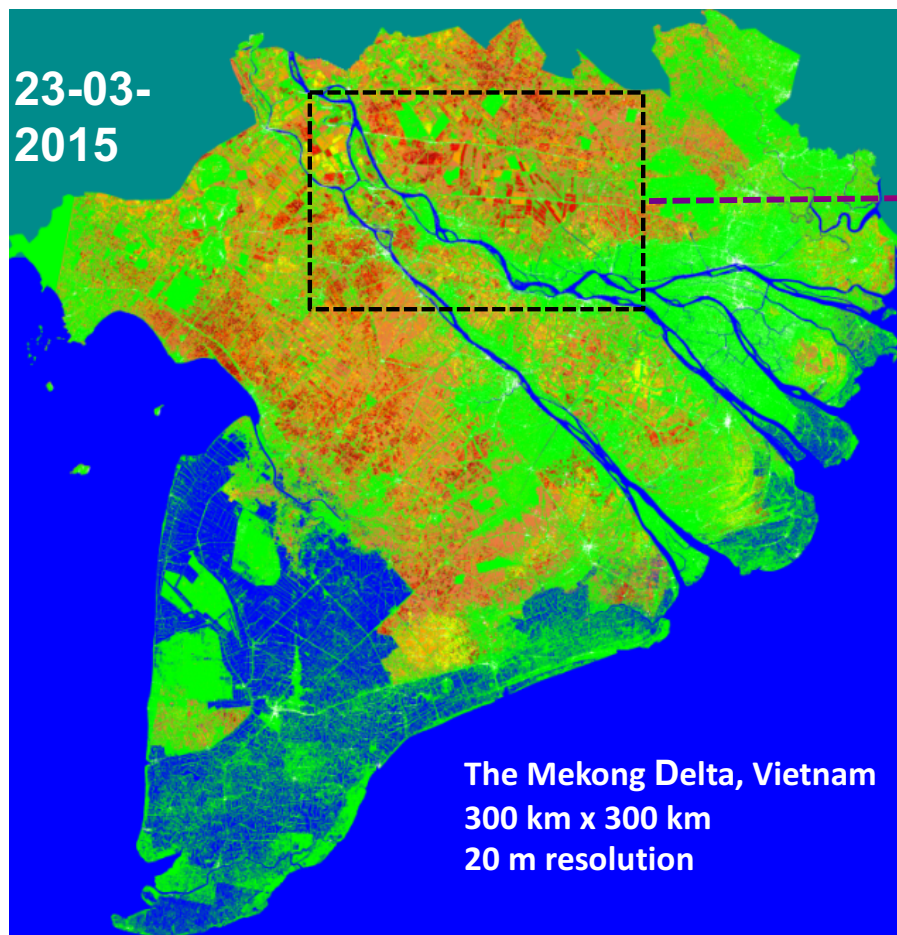 23-03-
2015
The Mekong Delta, Vietnam
300 km x 300 km
20 m resolution